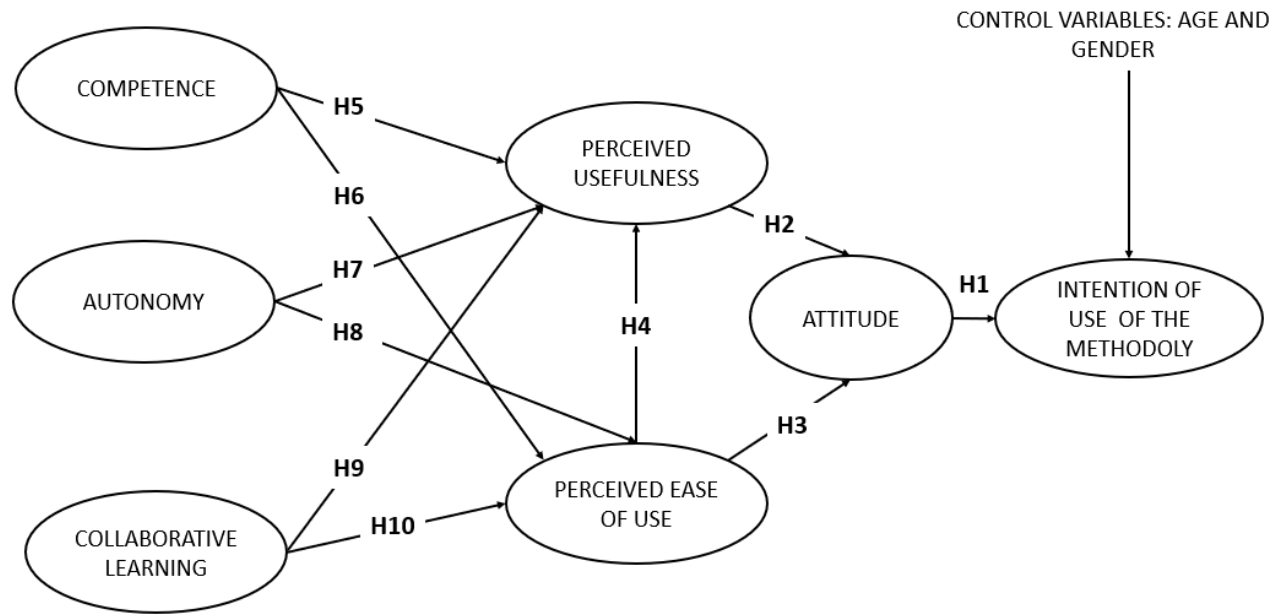 CONTROL VARIABLES: AGE AND
GENDER
COMPETENCE
H5
PERCEIVED
USEFULNESS
H6
H2
H7
AUTONOMY
H8
H4
ATTITUDE
H1
INTENTION OF
USE OF THE
METHODOLY
H3
H9
PERCEIVED EASE
OF USE
H10
COLLABORATIVE
LEARNING